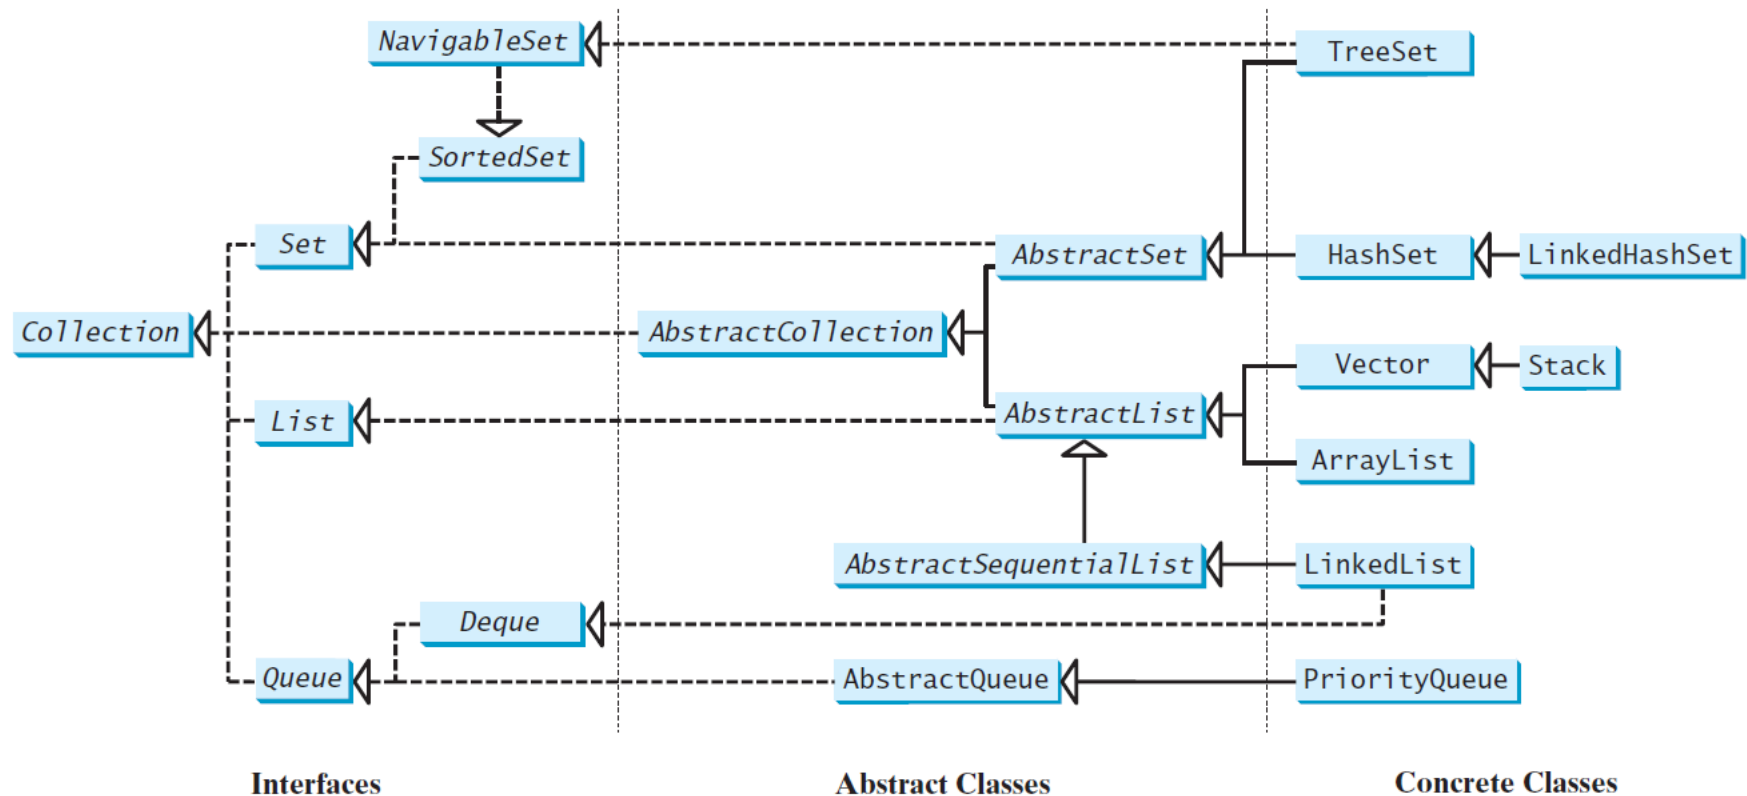 NavigableSet
TreeSet
SortedSet
Set
AbstractSet
HashSet
LinkedHashSet
Collection
AbstractCollection
Vector
Stack
List
AbstractList
ArrayList
AbstractSequentialList
LinkedList
Deque
Queue
AbstractQueue
PriorityQueue
Interfaces
Abstract Classes
Concrete Classes